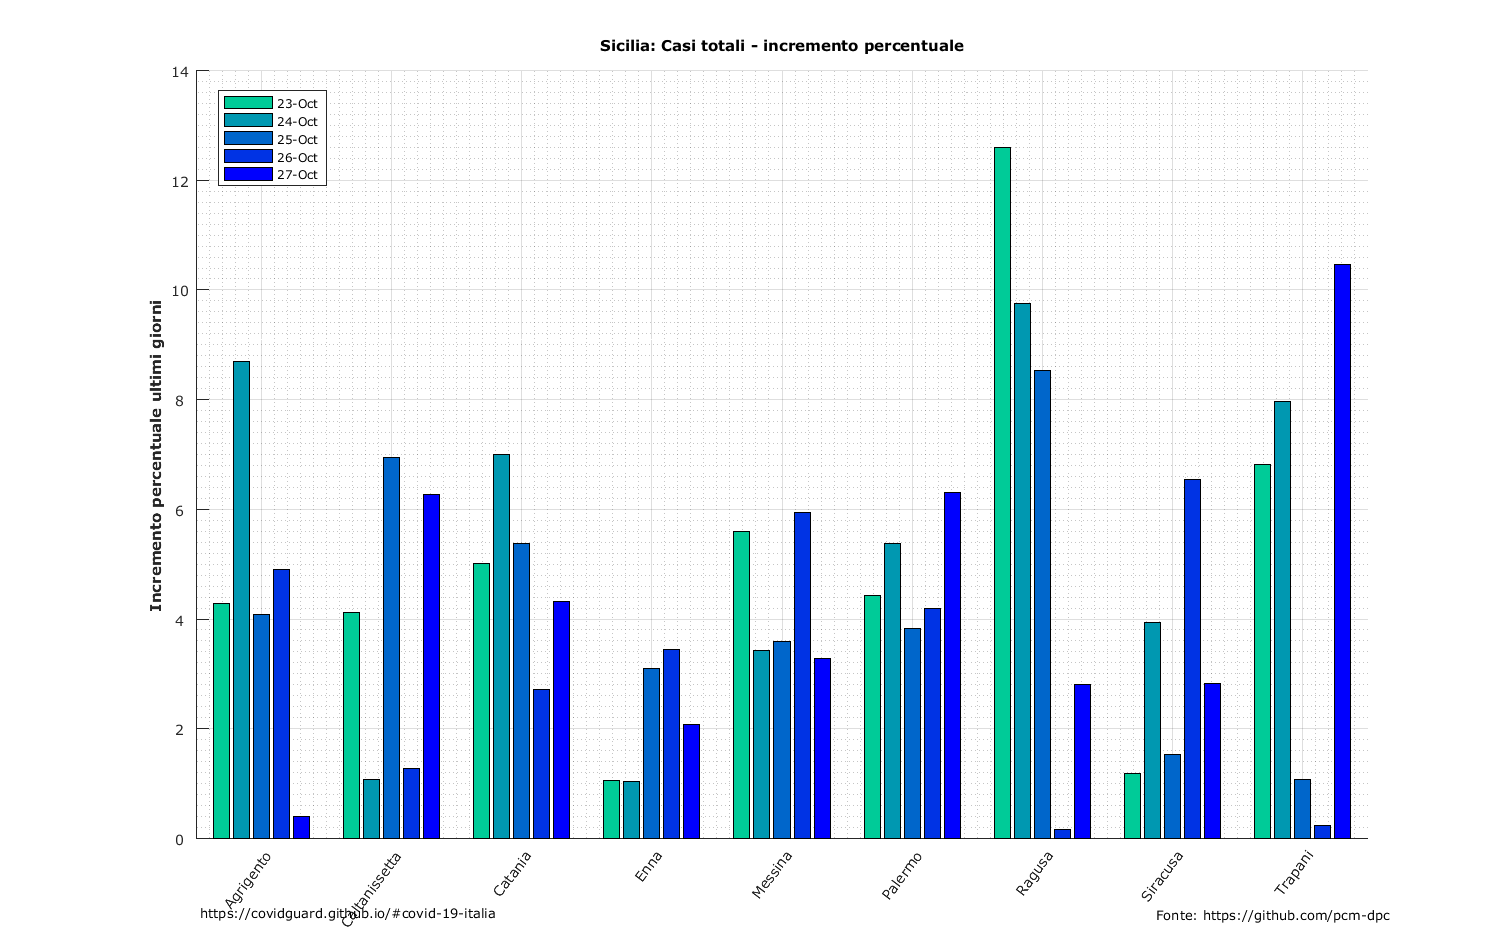 Sicilia: Casi totali - incremento percentuale
14
12
10
8
6
4
2
0
Incremento percentuale ultimi giorni
23-Oct
24-Oct
25-Oct
26-Oct
27-Oct
Agrigento
Caltanissetta
Catania
Enna
Messina
Palermo
Ragusa
Siracusa
Trapani
https://covidguard.github.io/#covid-19-italia
Fonte: https://github.com/pcm-dpc